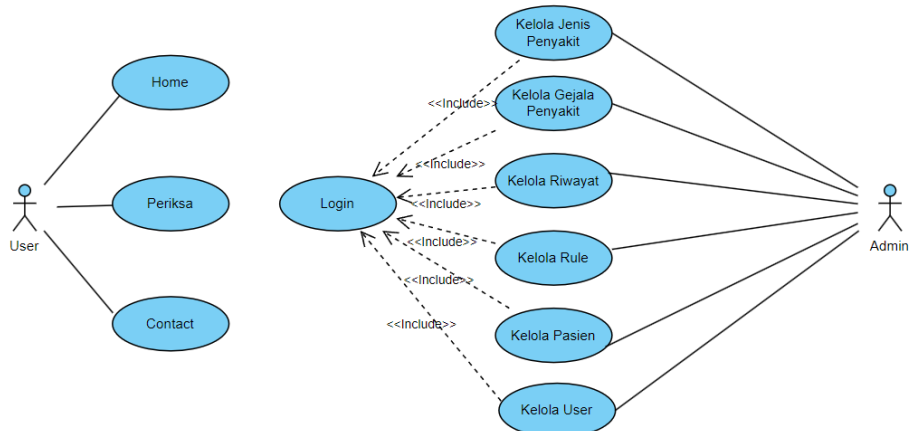 Kelola Jenis
Penyakit
Home
<<Include>>
Kelola Gejala
Penyakit
<<Include>>
Kelola Riwayat
Periksa
Login
<<Include>>
User
Admin
<<Include>>
Kelola Rule
<<Include>>
Contact
<<Include>>
Kelola Pasien
Kelola User